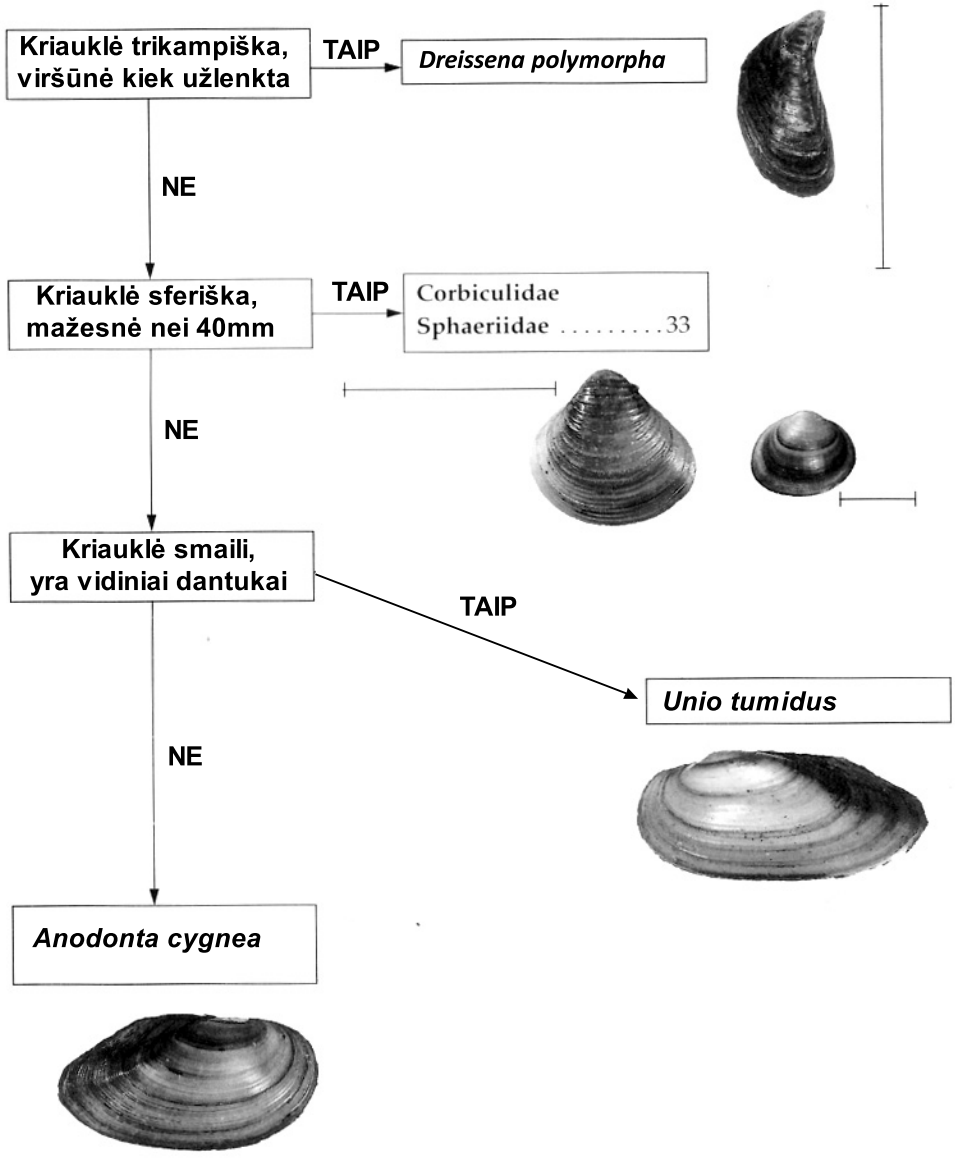 Kriauklė trikampiška,
viršūnė kiek užlenkta
TAIP
Dreissena polymorpha
NE
Kriauklė sferiška,
mažesnė nei 40mm
TAIP
Corbiculidae
Sphaeriidae ......... 33
NE
Kriauklė smaili,
yra vidiniai dantukai
TAIP
Unio tumidus
NE
Anodonta cygnea